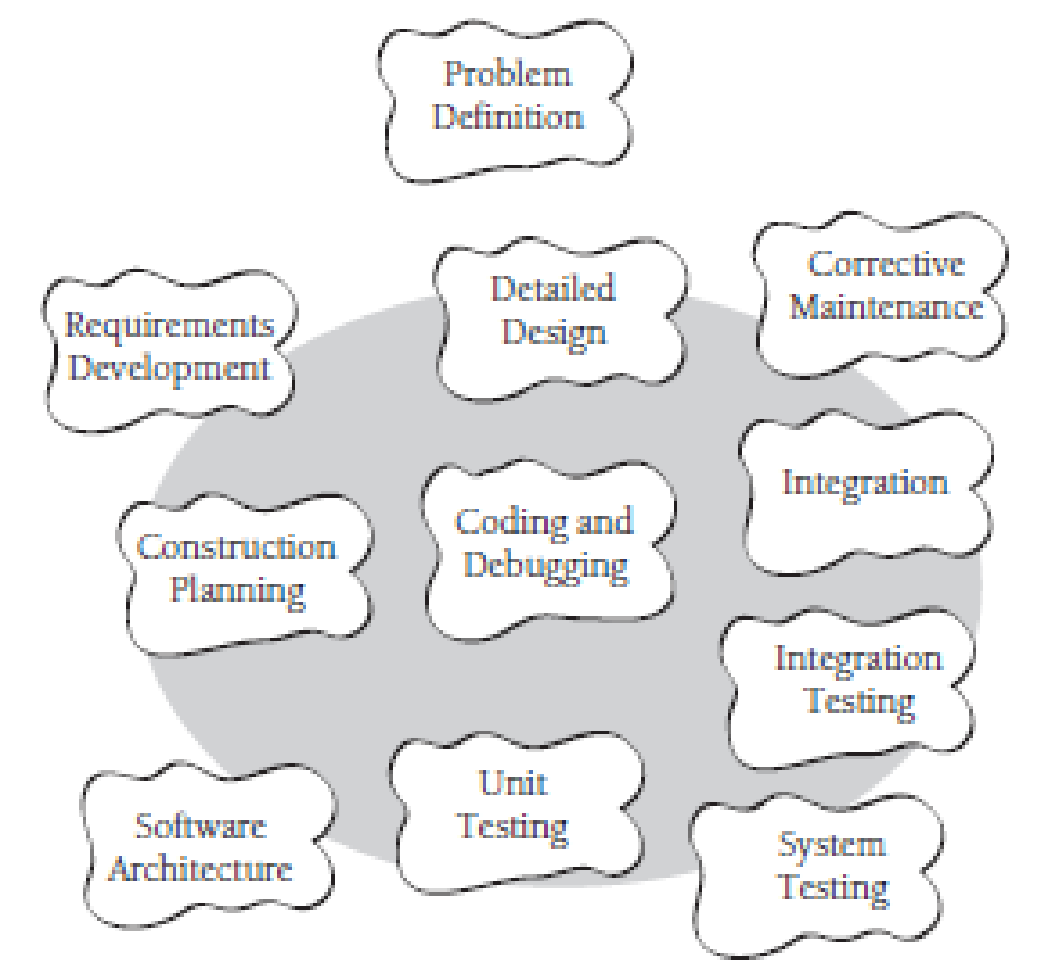 Problem
Definition
Requirements
Development
Detailed
Design
Corrective
Maintenance
Construction
Planning
Coding and
Debugging
Integration
Integration
Testing
Software
Architecture
Unit
Testing
System
Testing